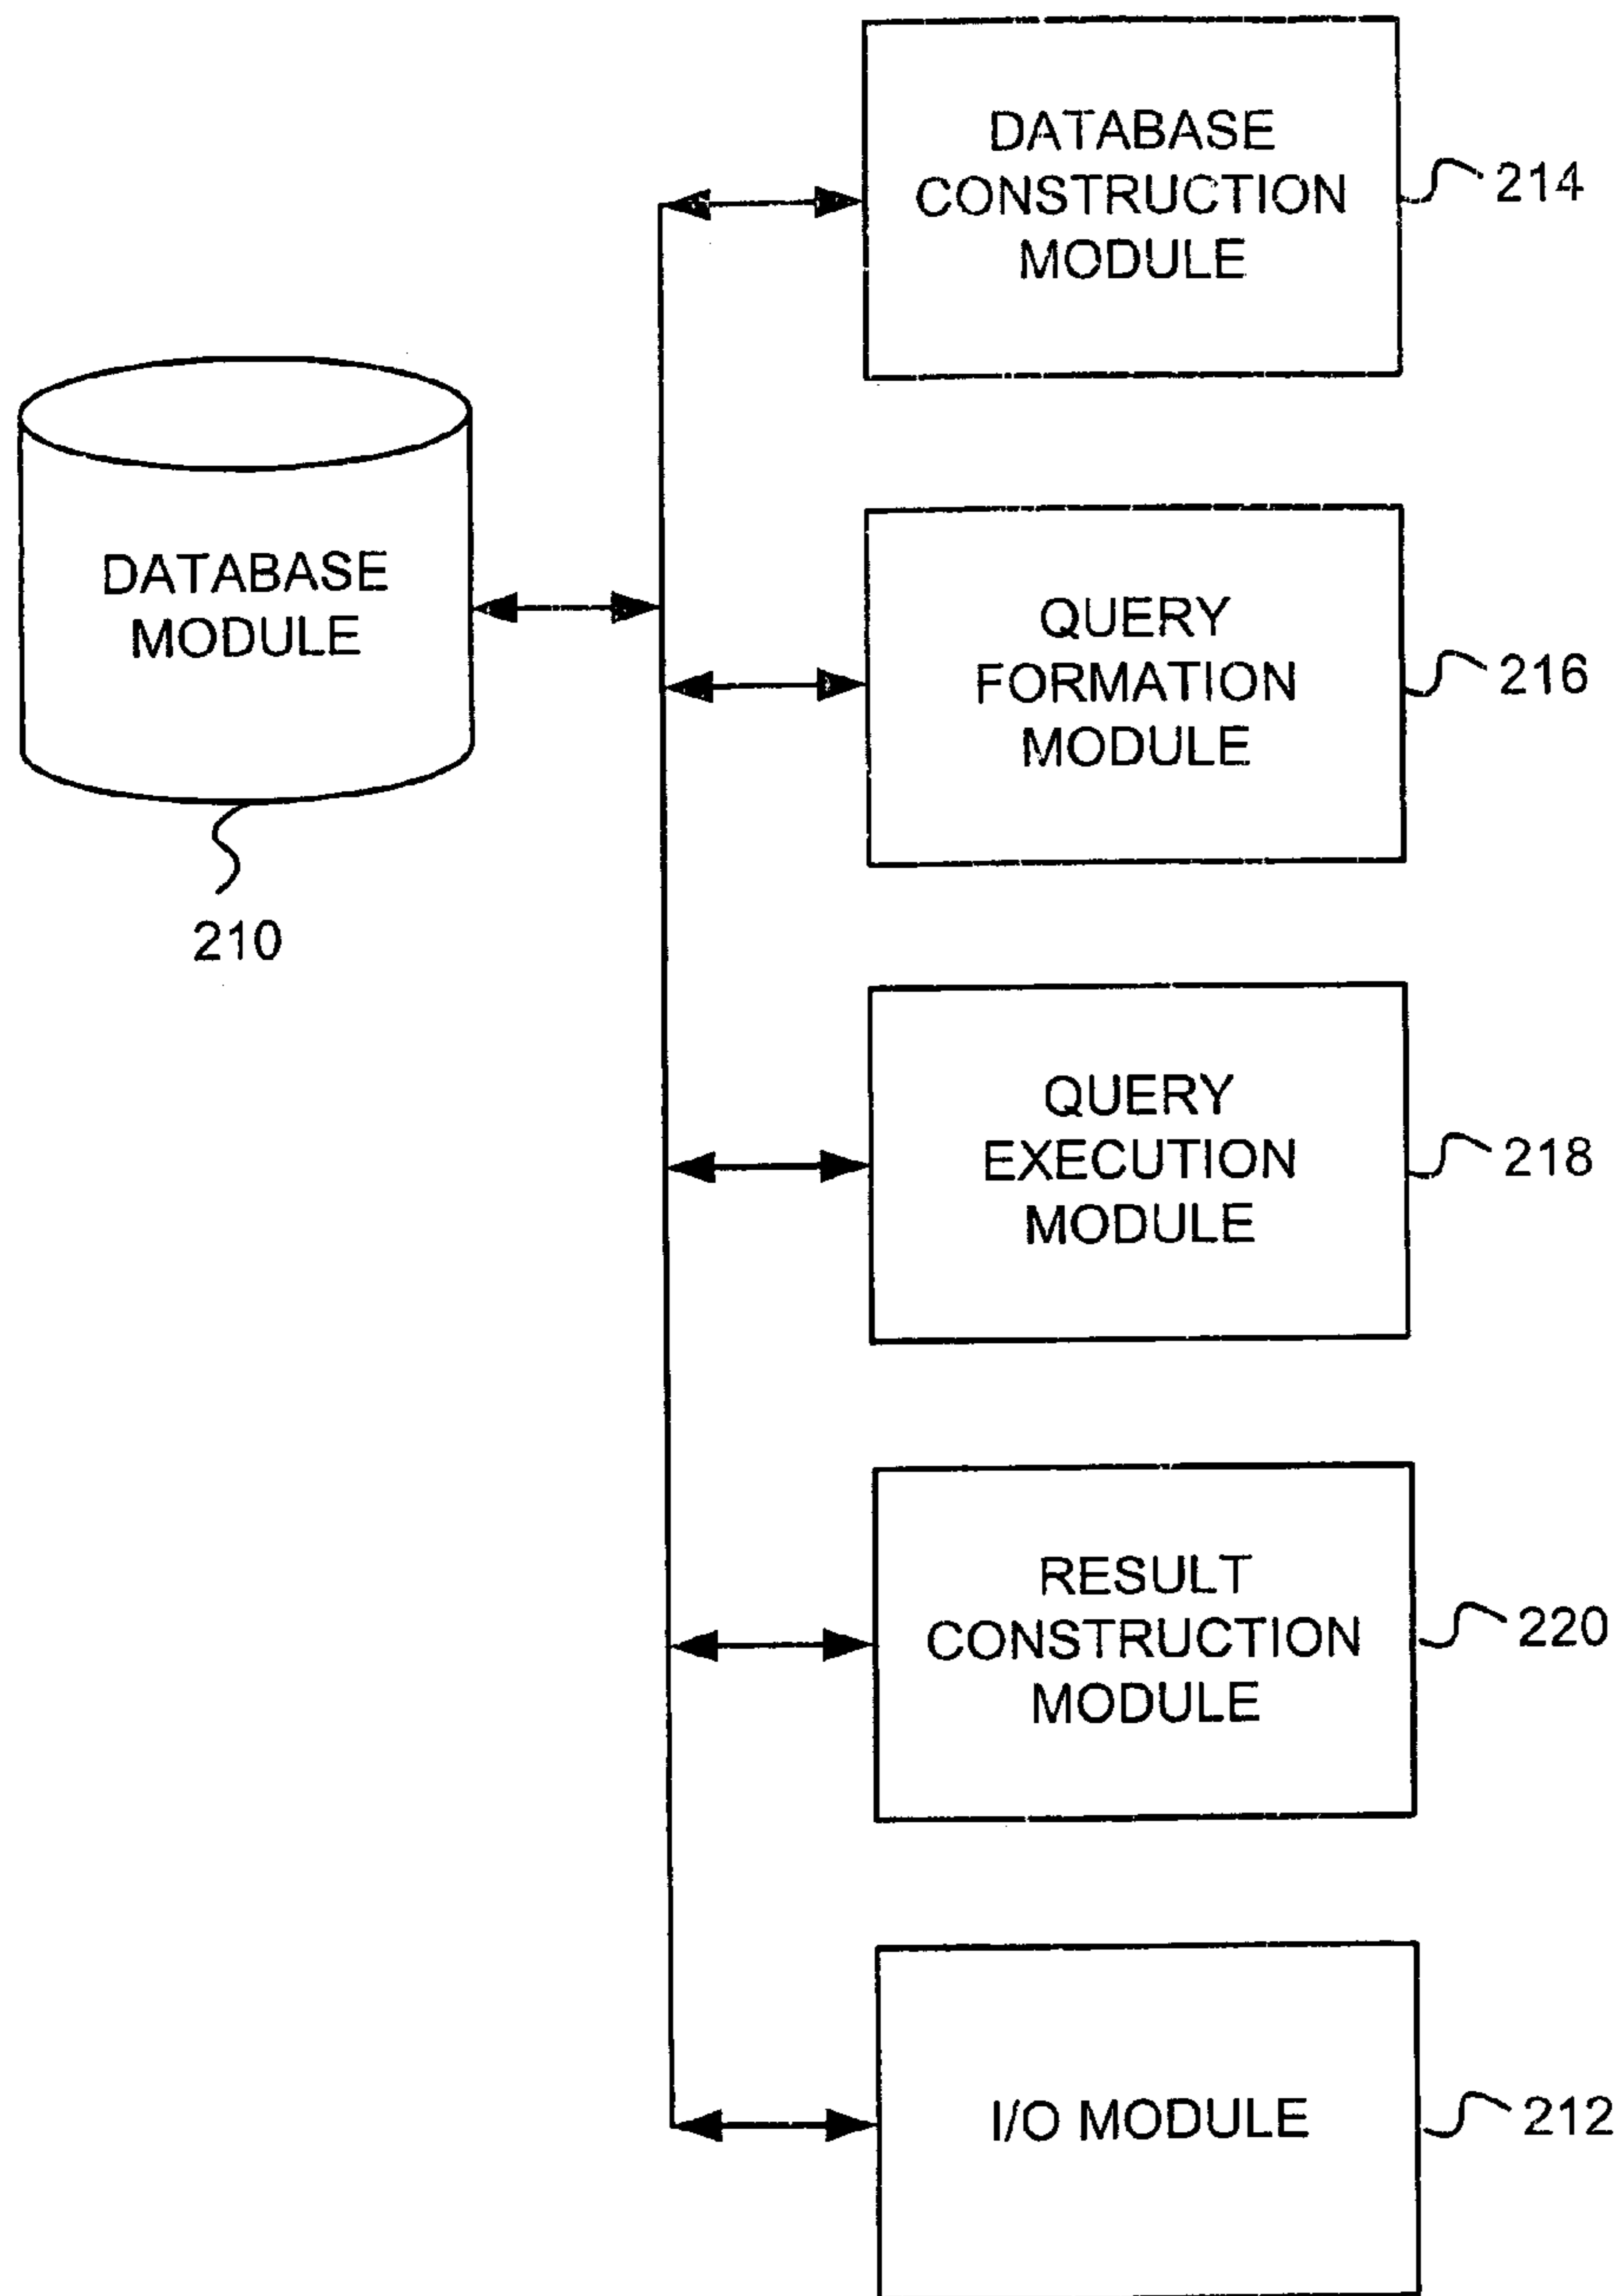 DATABASE
CONSTRUCTION
MODULE
214
DATABASE
MODULE
210
QUERY
FORMATION
MODULE
216
QUERY
EXECUTION
MODULE
218
RESULT
CONSTRUCTION
MODULE
220
I/O MODULE
212